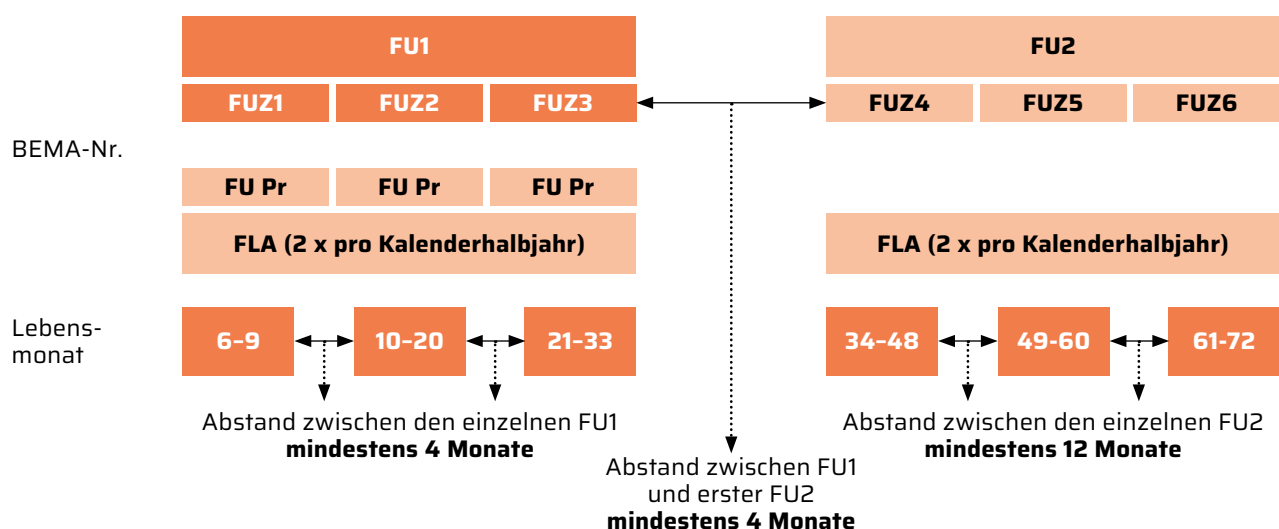 FU1
FU2
FUZ1
FUZ2
FUZ3
FUZ4
FUZ5
FUZ6
BEMA-Nr.
FU Pr
FU Pr
FU Pr
FLA (2 x pro Kalenderhalbjahr)
FLA (2 x pro Kalenderhalbjahr)
Lebens-
monat
6–9
10–20
21–33
34–48
49-60
61-72
Abstand zwischen den einzelnen FU1
mindestens 4 Monate
Abstand zwischen den einzelnen FU2
mindestens 12 Monate
Abstand zwischen FU1
und erster FU2
mindestens 4 Monate